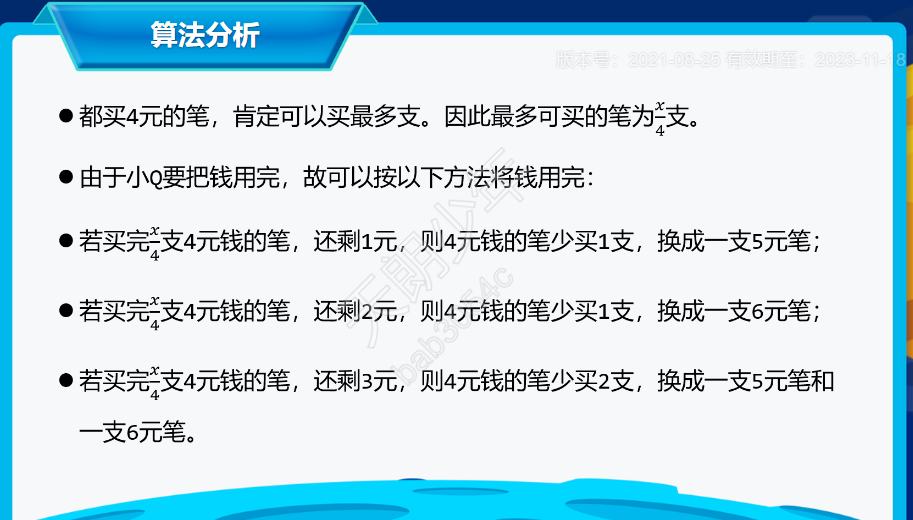 算法分析
版本号：2021-08-25 有效期至：2023-11-18
●都买4元的笔，肯定可以买最多支。因此最多可买的笔为x/4支。
●由于小Q要把钱用完，故可以按以下方法将钱用完：
●若买完x/4支4元钱的笔，还剩1元，则4元钱的笔少买1支，换成一支5元笔；
●若买完x/4支4元钱的笔，还剩2元，则4元钱的笔少买1支，换成一支6元笔；
●若买完x/4支4元钱的笔，还剩3元，则4元钱的笔少买2支，换成一支5元笔和
一支6元笔。
天朗少年